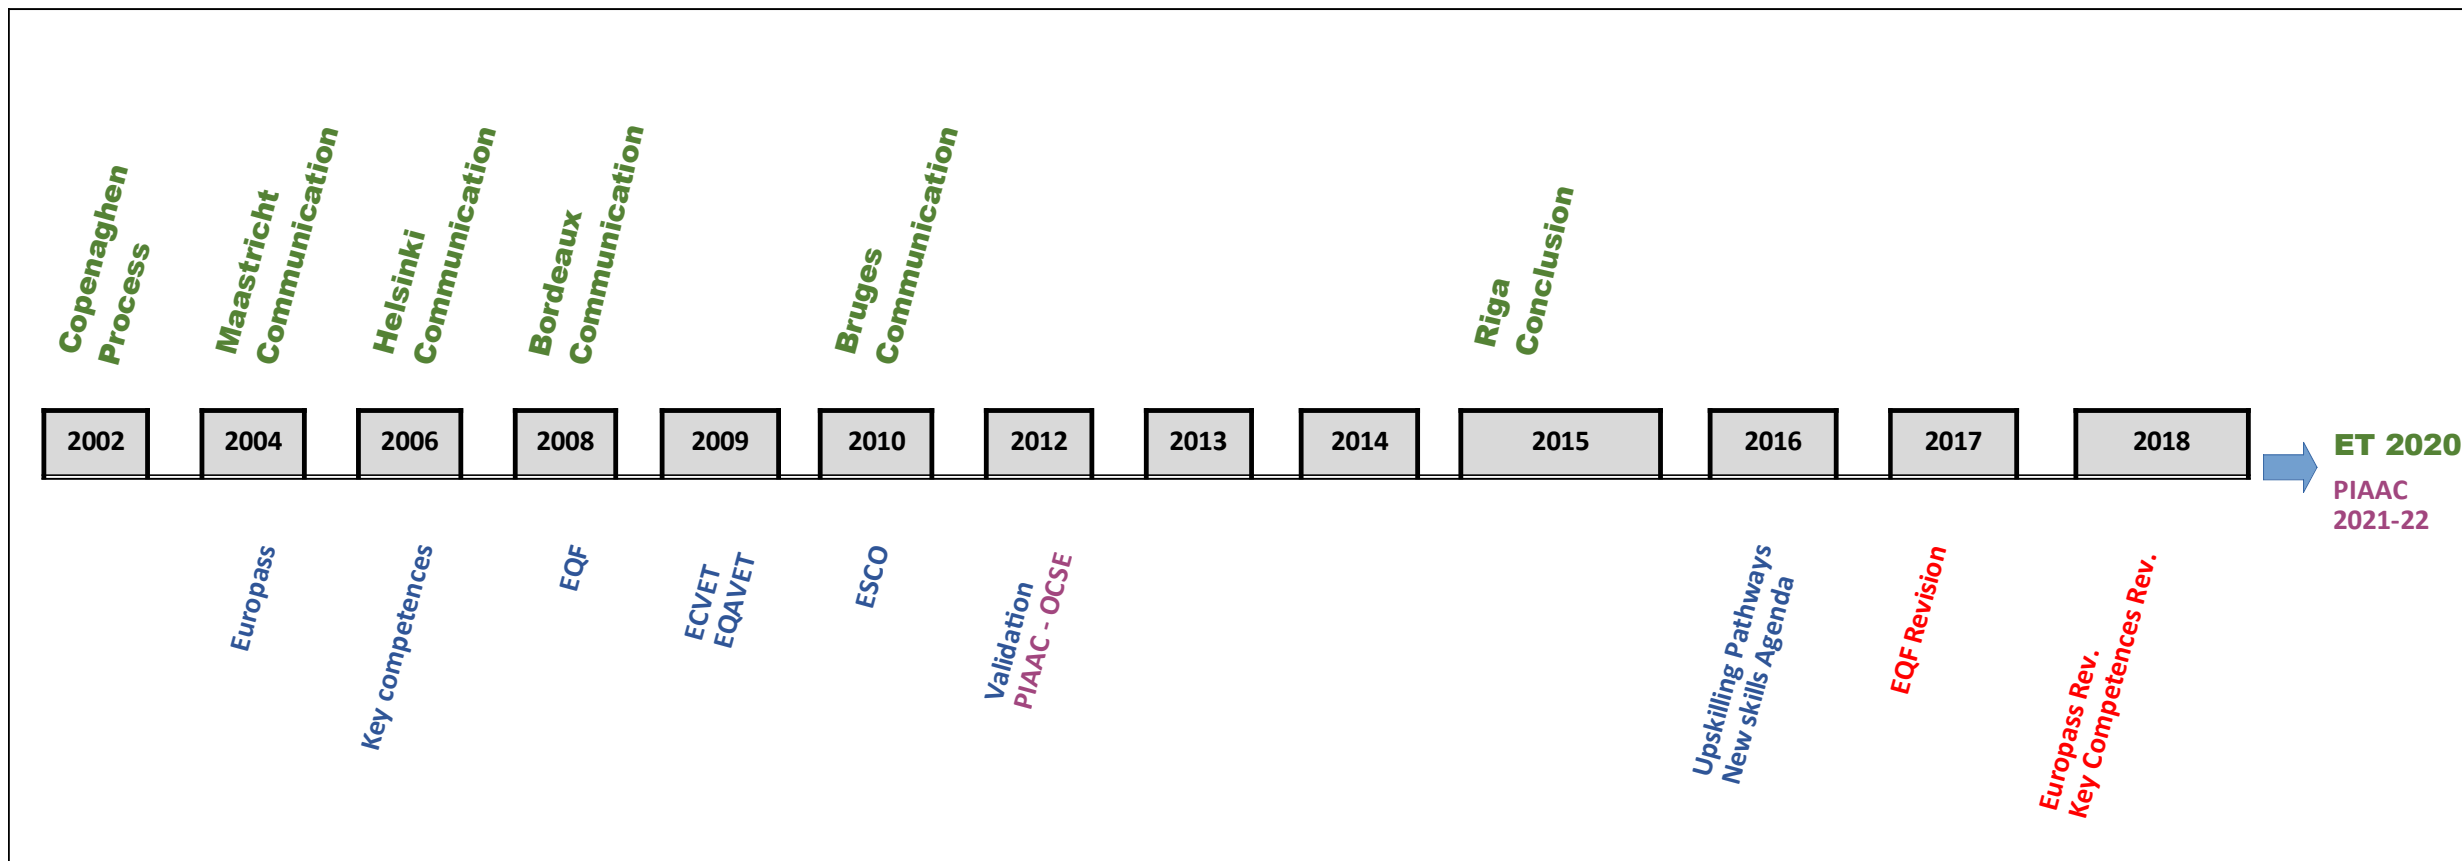 Copenaghen
Process
Maastricht
Communication
Helsinki
Communication
Bordeaux
Communication
Bruges
Communication
Riga
Conclusion
2002
2004
2006
2008
2009
2010
2012
2013
2014
2015
2016
2017
2018
ET 2020
PIAAC
2021-22
Europass
Key competences
EQF
ECVET
EQAVET
ESCO
Validation
PIAAC - OCSE
Upskilling Pathways
New skills Agenda
EQF Revision
Europass Rev.
Key Competences Rev.